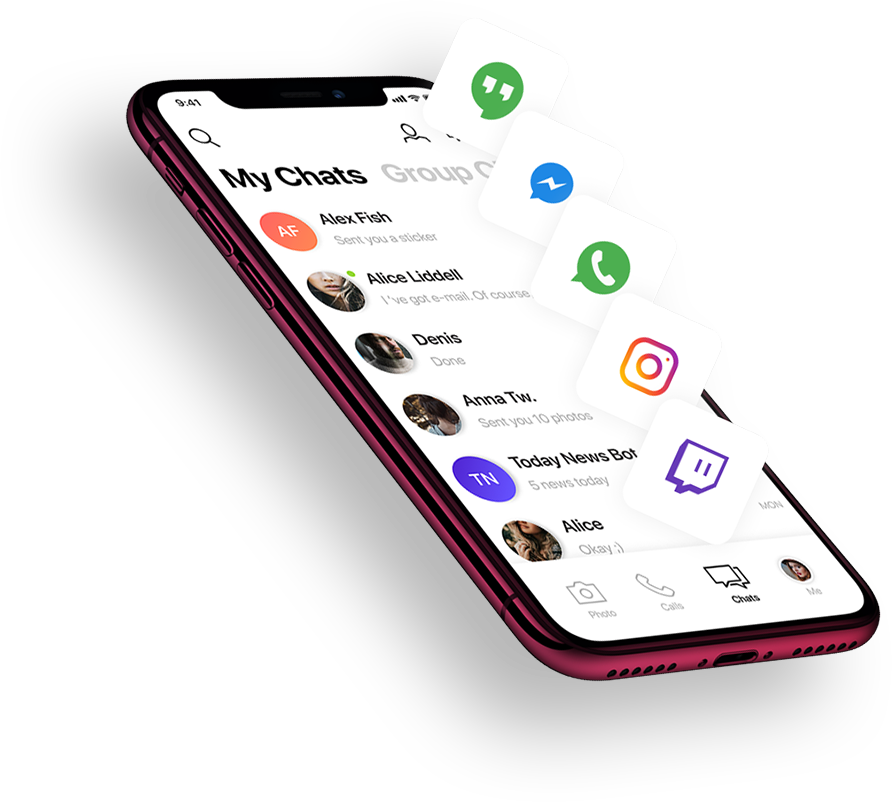 9:41
My Chats Group
AF
Alex Fish
Sent you a sticker
Alice Liddell
I 've got e-mail. Of course,
Denis
Done
Anna Tw.
Sent you 10 photos
TN
Today News Bot
5 news today
MON
Alice
Okay ;)
Photo
Calls
Chats
Me